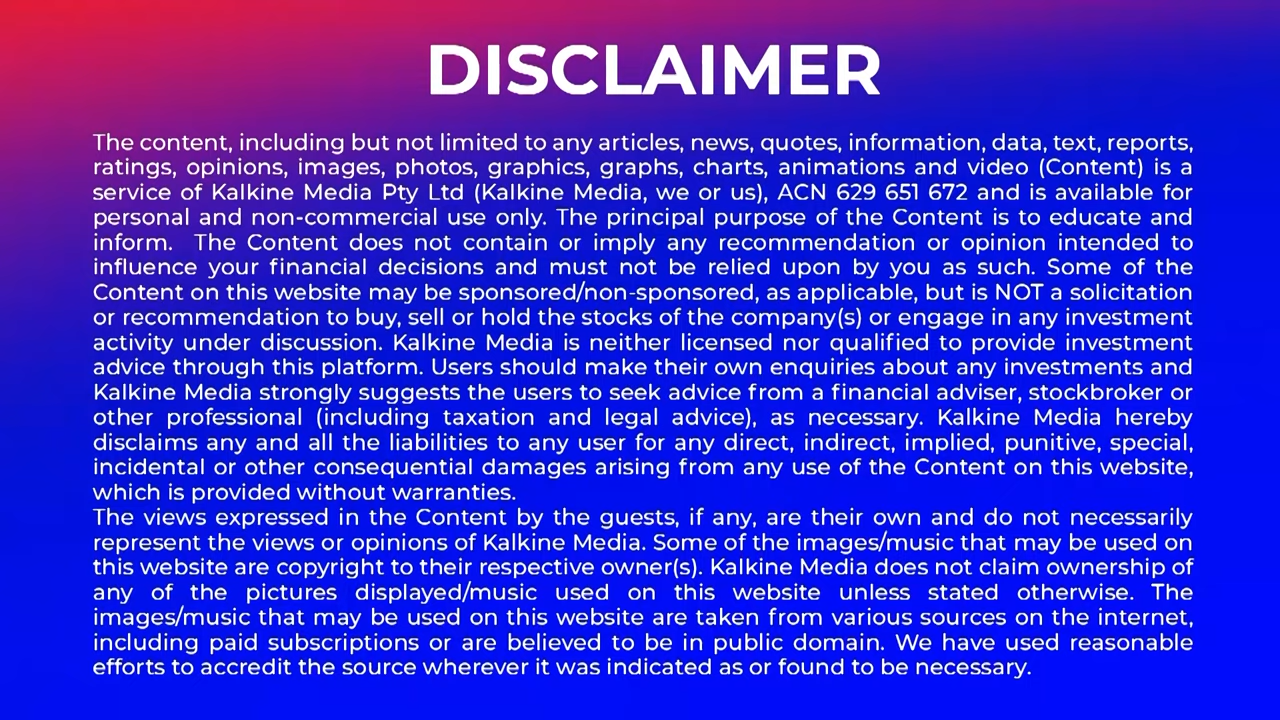 DISCLAIMER
The content, including but not limited to any articles, news, quotes, information, data, text, reports,
ratings, opinions, images, photos, graphics, graphs, charts, animations and video (Content) is a
service of Kalkine Media Pty Ltd (Kalkine Media, we or us), ACN 629 651 672 and is available for
personal and non-commercial use only. The principal purpose of the Content is to educate and
inform.  The Content does not contain or imply any recommendation or opinion intended to
influence your financial decisions and must not be relied upon by you as such. Some of the
Content on this website may be sponsored/non-sponsored, as applicable, but is NOT a solicitation
or recommendation to buy, sell or hold the stocks of the company(s) or engage in any investment
activity under discussion. Kalkine Media is neither licensed nor qualified to provide investment
advice through this platform. Users should make their own enquiries about any investments and
Kalkine Media strongly suggests the users to seek advice from a financial adviser, stockbroker or
other professional (including taxation and legal advice), as necessary. Kalkine Media hereby
disclaims any and all the liabilities to any user for any direct, indirect, implied, punitive, special,
incidental or other consequential damages arising from any use of the Content on this website,
which is provided without warranties.
The views expressed in the Content by the guests, if any, are their own and do not necessarily
represent the views or opinions of Kalkine Media. Some of the images/music that may be used on
this website are copyright to their respective owner(s). Kalkine Media does not claim ownership of
any of the pictures displayed/music used on this website unless stated otherwise. The
images/music that may be used on this website are taken from various sources on the internet,
including paid subscriptions or are believed to be in public domain. We have used reasonable
efforts to accredit the source wherever it was indicated as or found to be necessary.